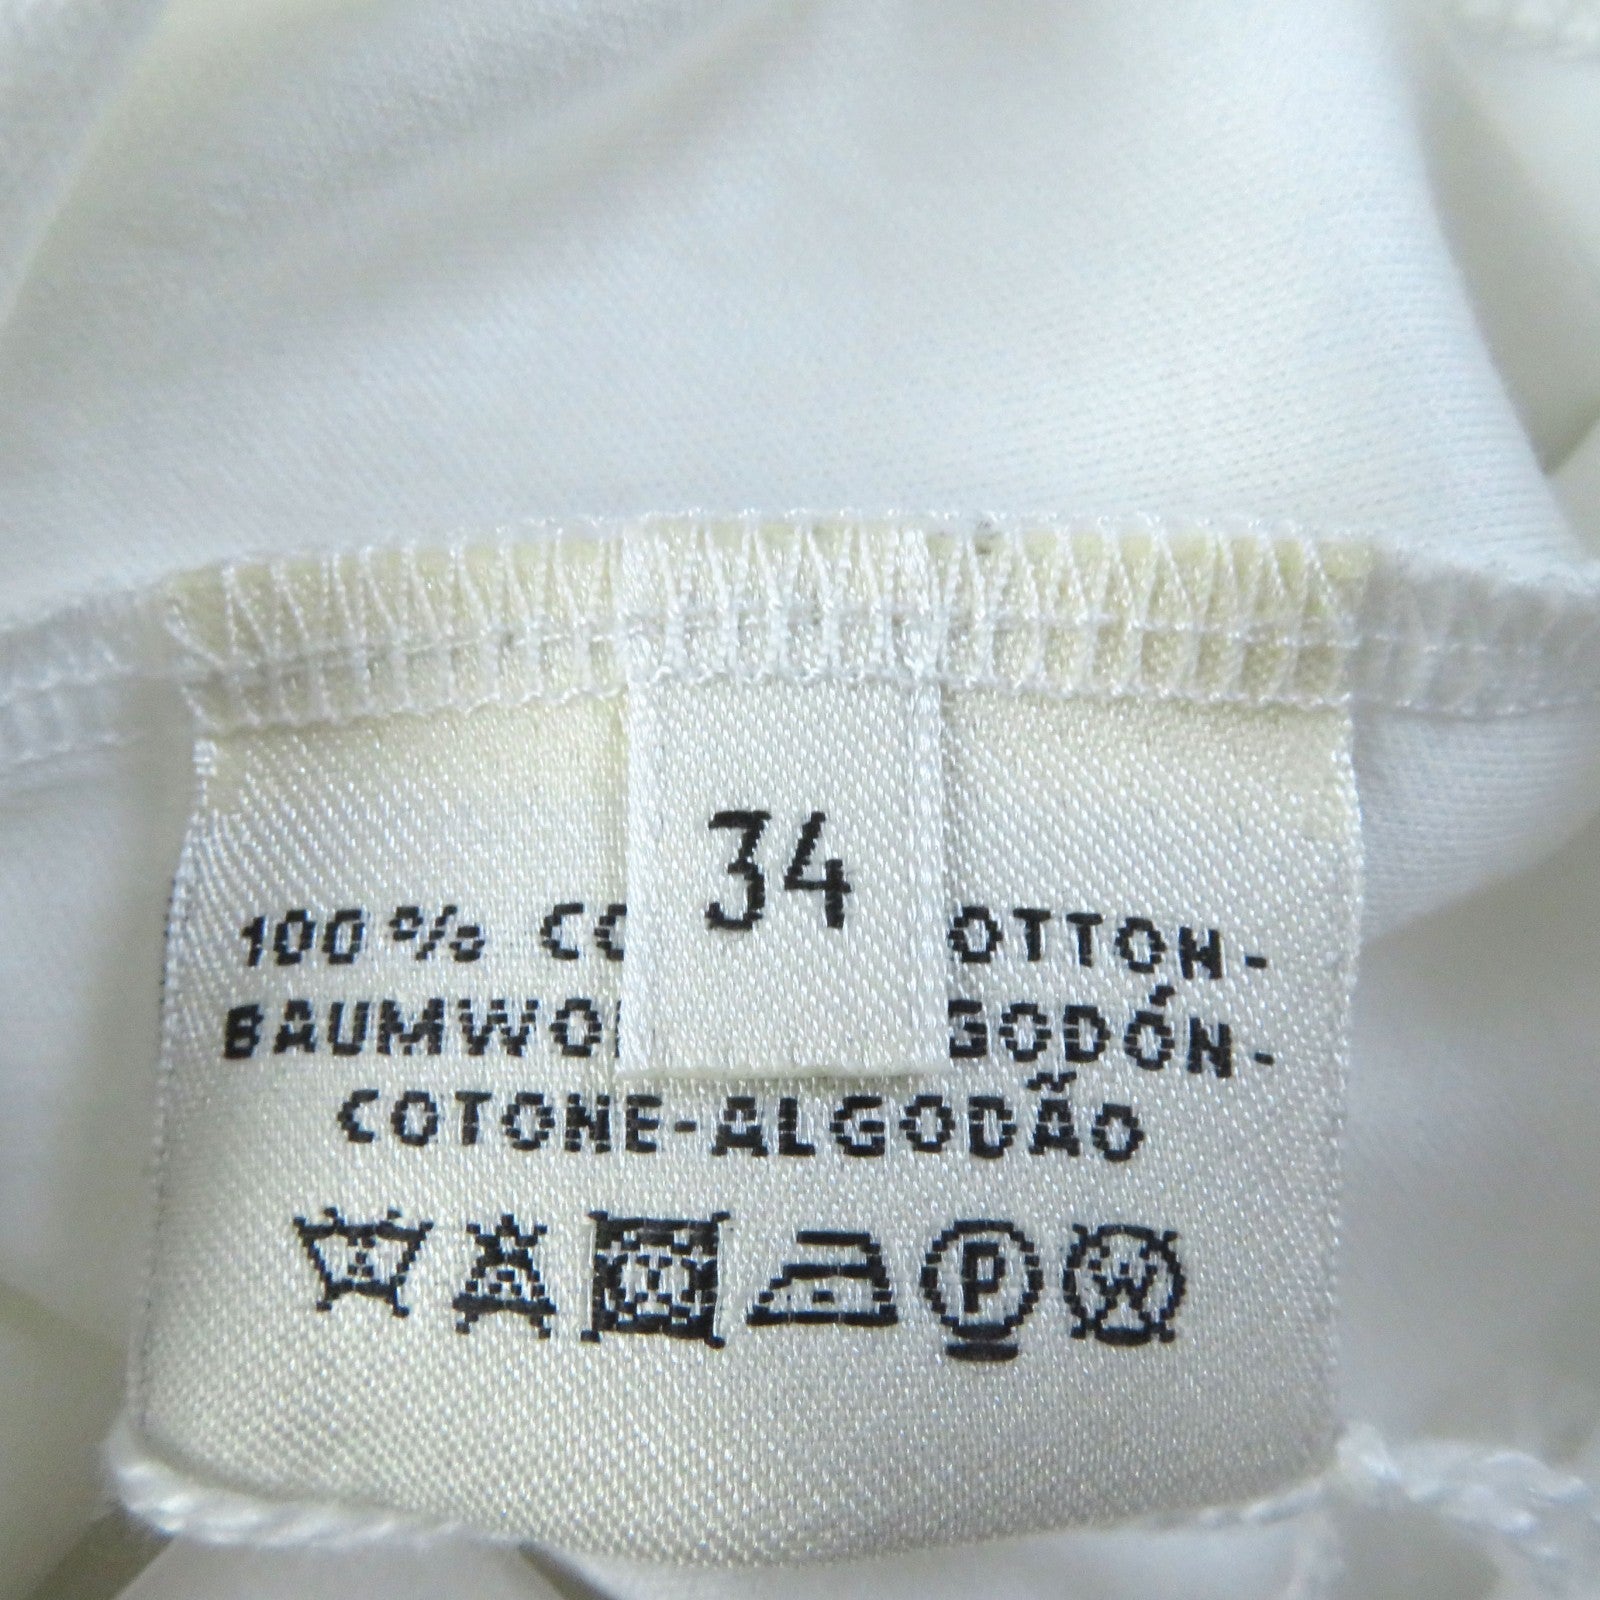 34
100% CO OTTON-
BAUMWO GODÓN-
COTONE-ALGODÃO
P W